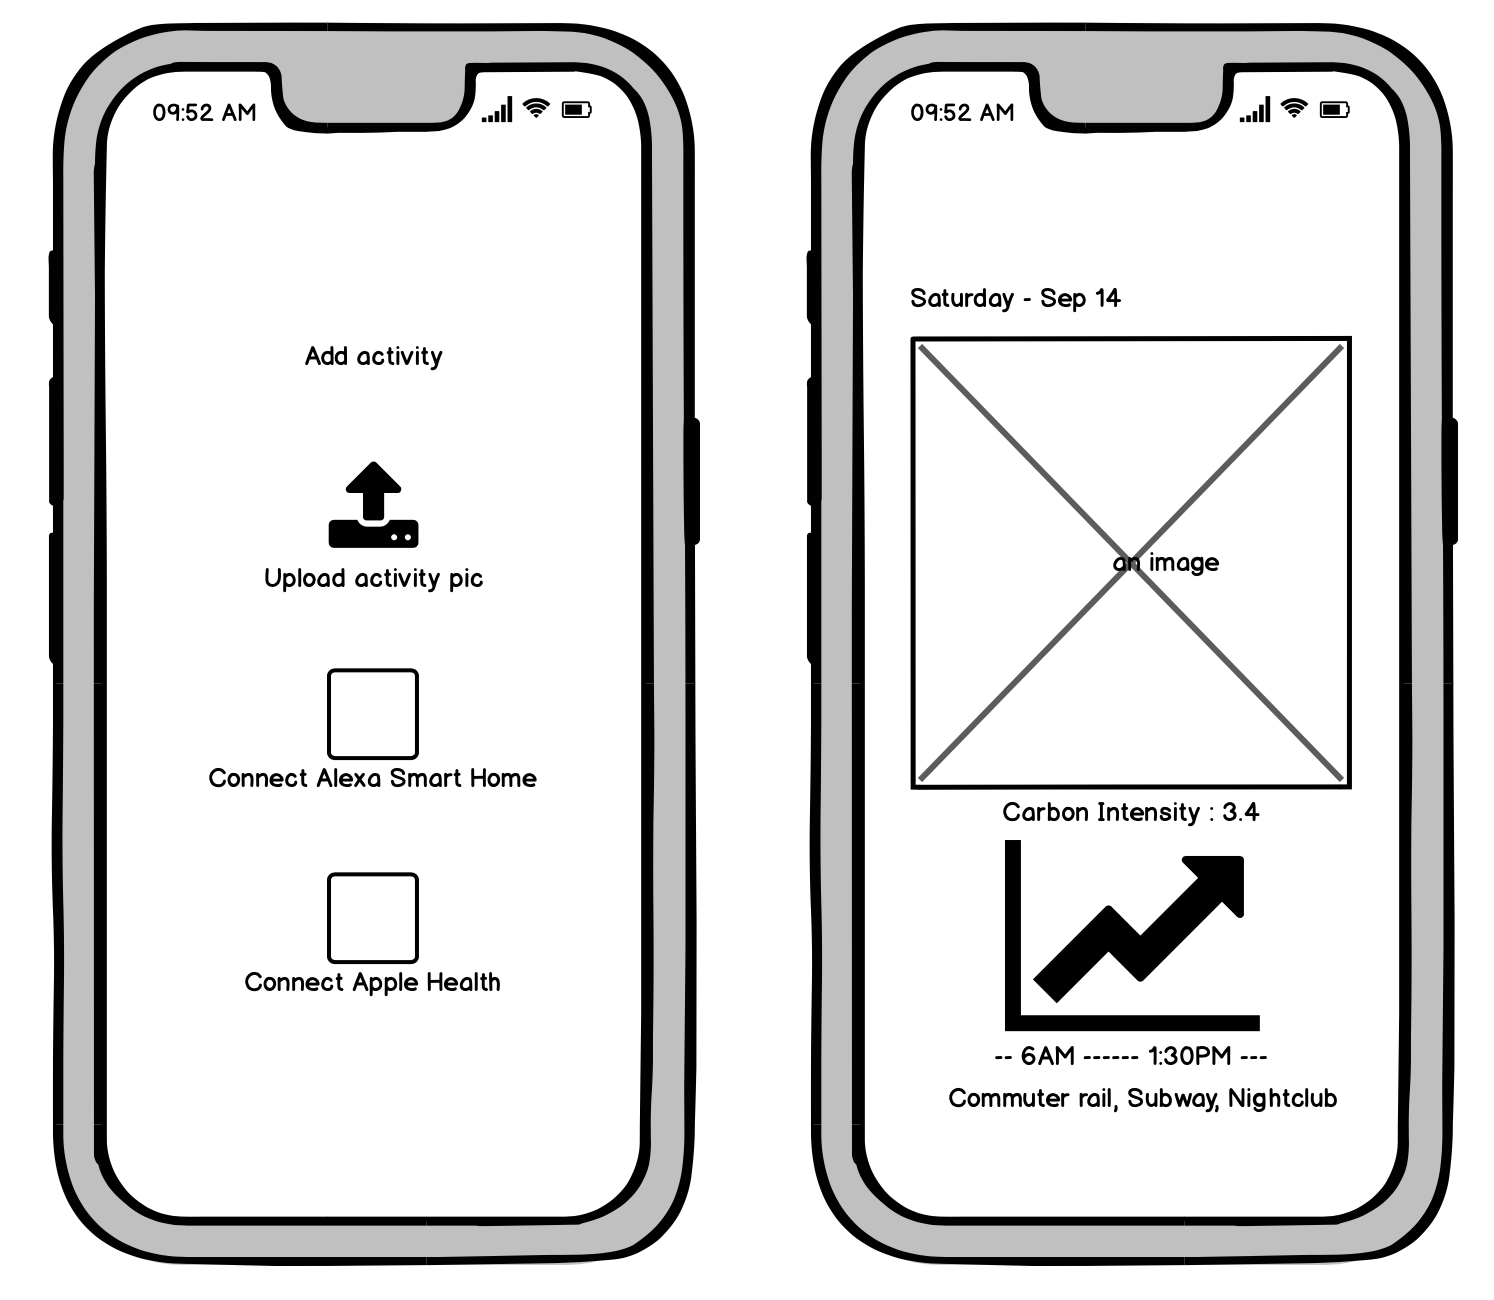 09:52 AM
Add activity
Upload activity pic
Connect Alexa Smart Home
Connect Apple Health
09:52 AM
Saturday - Sep 14
an image
Carbon Intensity : 3.4
-- 6AM ------ 1:30PM ---
Commuter rail, Subway, Nightclub